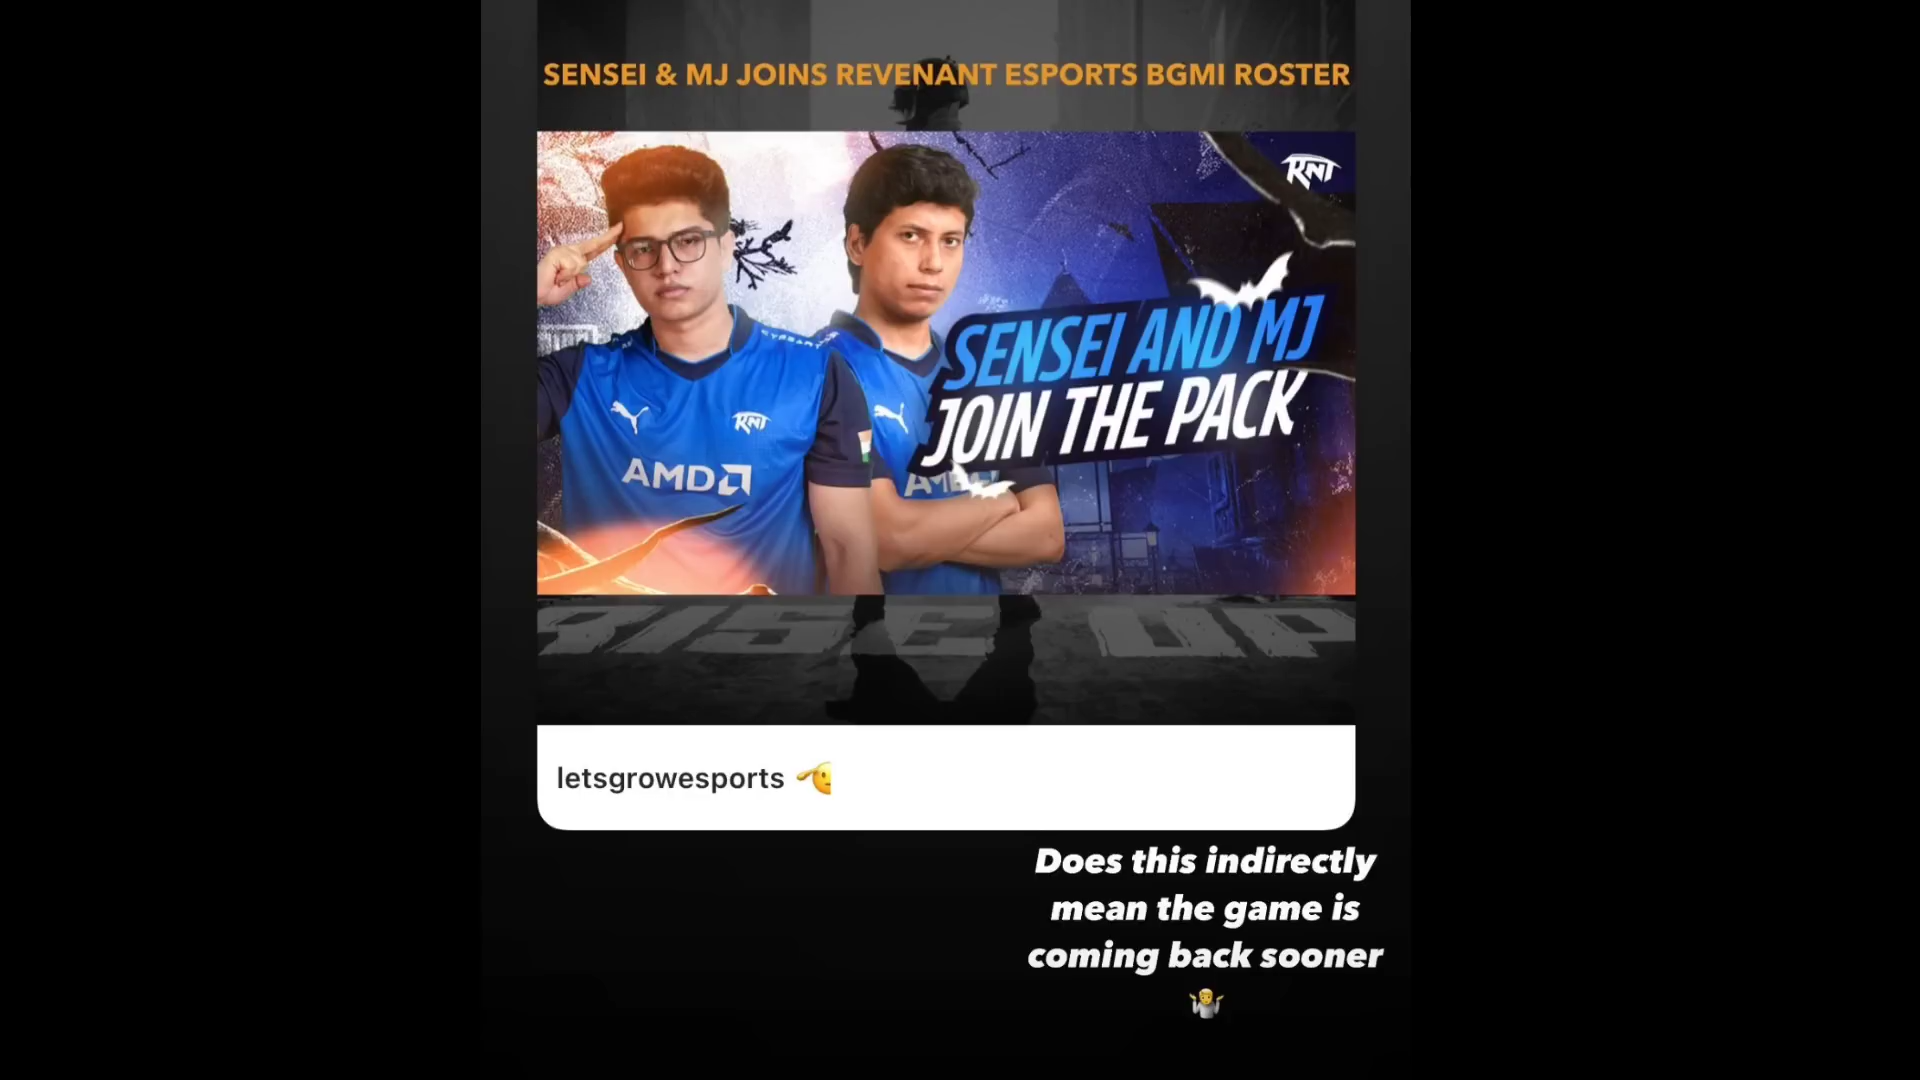 SENSEI & MJ JOINS REVENANT ESPORTS BGMI ROSTER
RNT
SENSEI AND MJ
JOIN THE PACK
RNT
AMD
RISE UP
letsgrowesports
Does this indirectly
mean the game is
coming back sooner